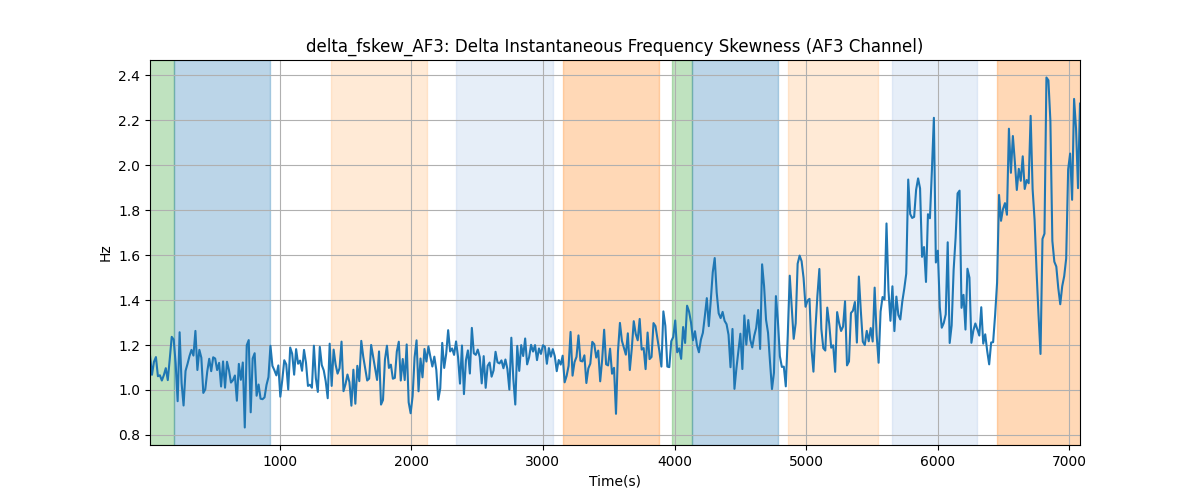 delta_fskew_AF3: Delta Instantaneous Frequency Skewness (AF3 Channel)
2.4
2.2
2.0
1.8
1.6
1.4
1.2
1.0
0.8
Hz
1000 2000 3000 4000 5000 6000 7000
Time(s)